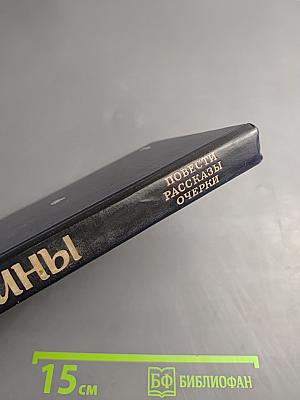 ПОВЕСТИ
РАССКАЗЫ
ОЧЕРКИ
ИНЫ
15 см
БФ БИБЛИОФАН